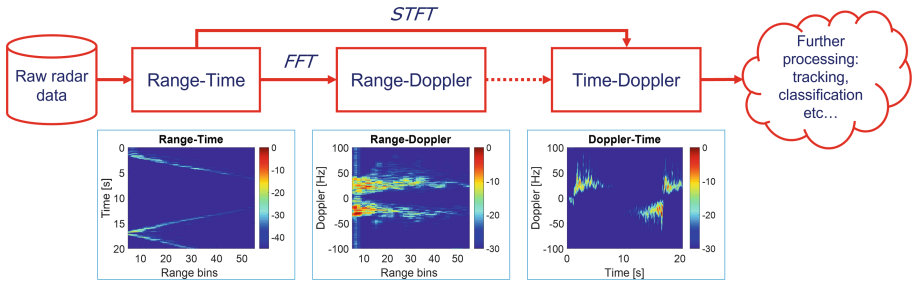 STFT
Raw radar
data
Range-Time
FFT
Range-Doppler
Time-Doppler
Further
processing:
tracking,
classification
etc...
Range-Time
0
5
10
15
20
Time [s]
10 20 30 40 50
Range bins
0
-10
-20
-30
-40
Range-Doppler
100
50
0
-50
-100
Doppler [Hz]
10 20 30 40 50
Range bins
0
-10
-20
-30
Doppler-Time
100
50
0
-50
-100
Doppler [Hz]
0 10 20
Time [s]
0
-10
-20
-30